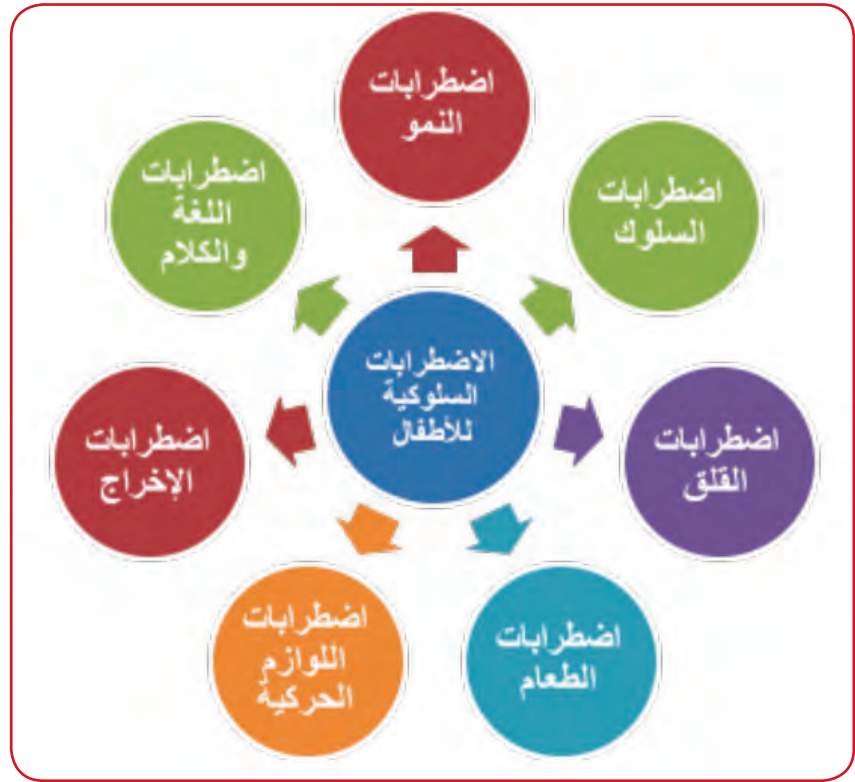 اضطرابات
النمو
اضطرابات
السلوك
اضطرابات
القلق
اضطرابات
الطعام
اضطرابات
اللوازم
الحركية
اضطرابات
الإخراج
اضطرابات
اللغة
والكلام
الاضطرابات
السلوكية
للأطفال